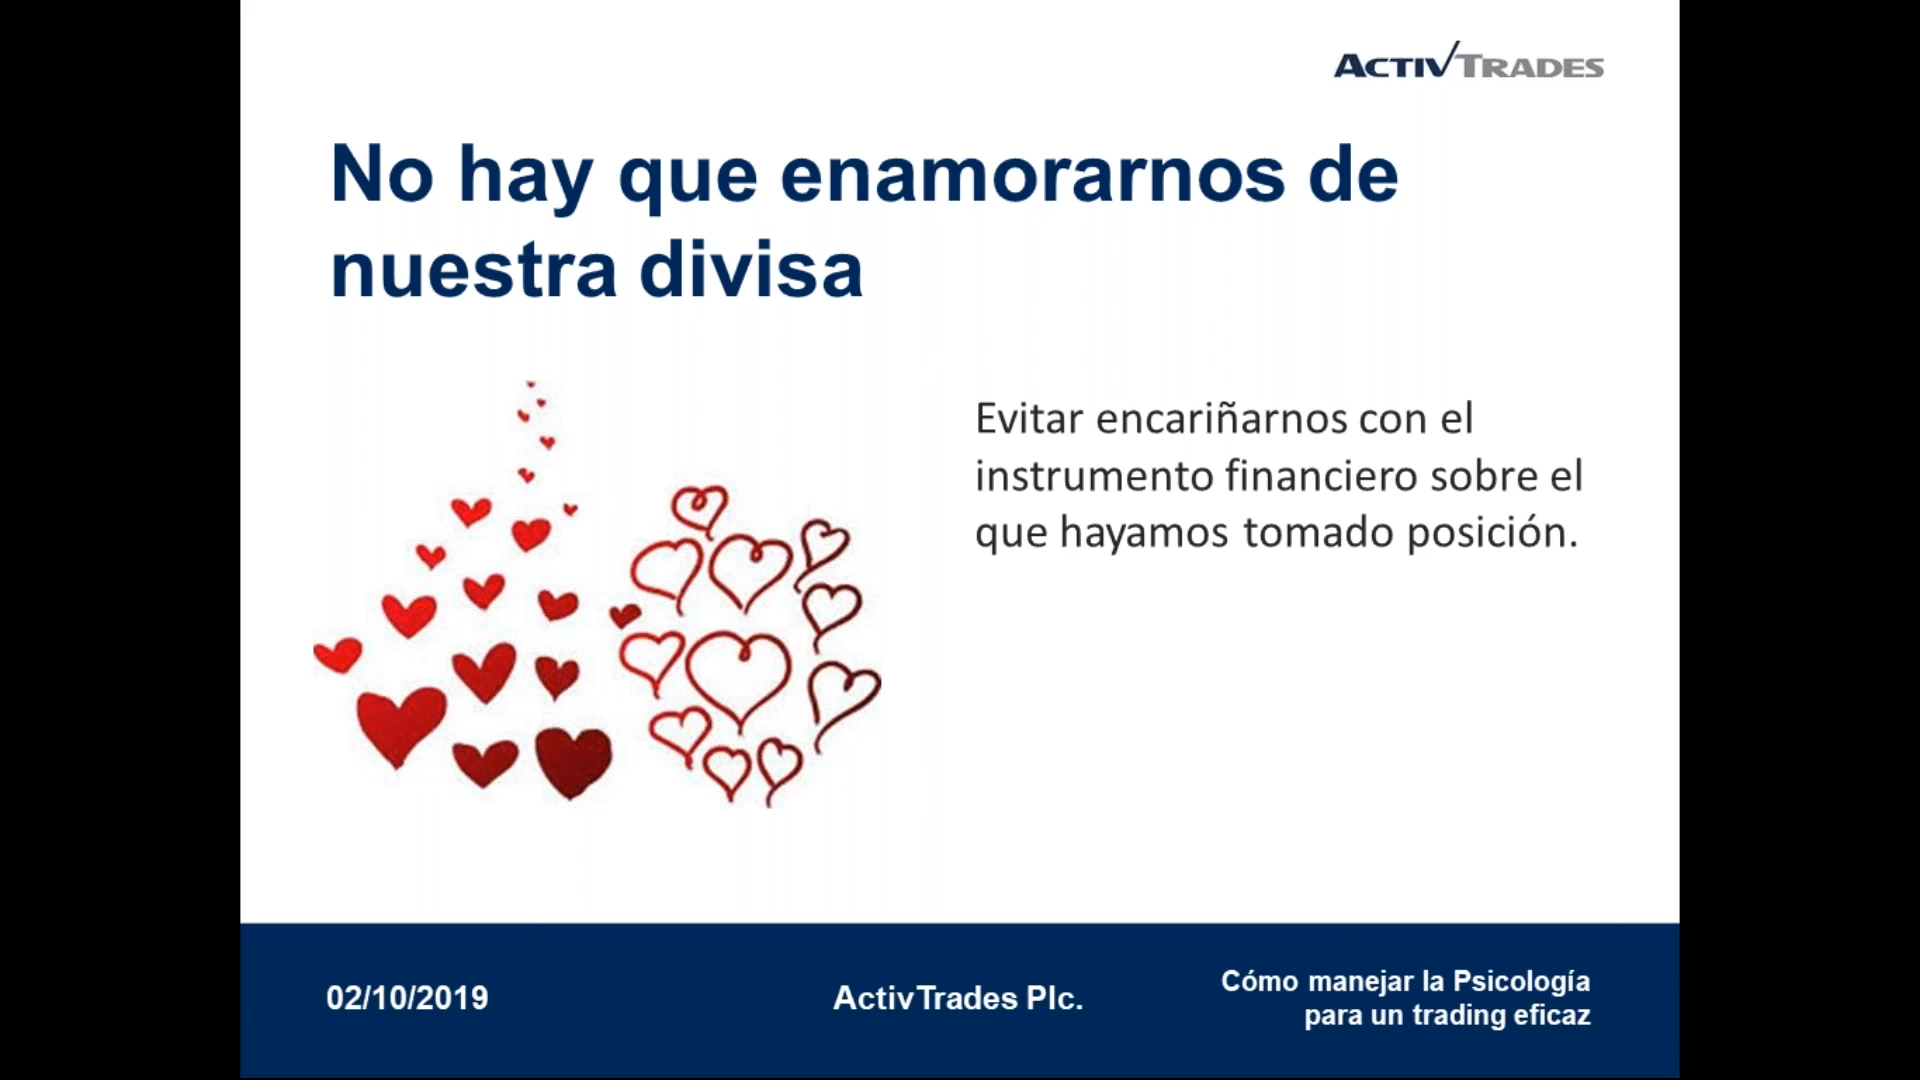 ACTIVTRADES
No hay que enamorarnos de
nuestra divisa
Evitar encariñarnos con el
instrumento financiero sobre el
que hayamos tomado posición.
02/10/2019
ActivTrades Plc.
Cómo manejar la Psicología
para un trading eficaz